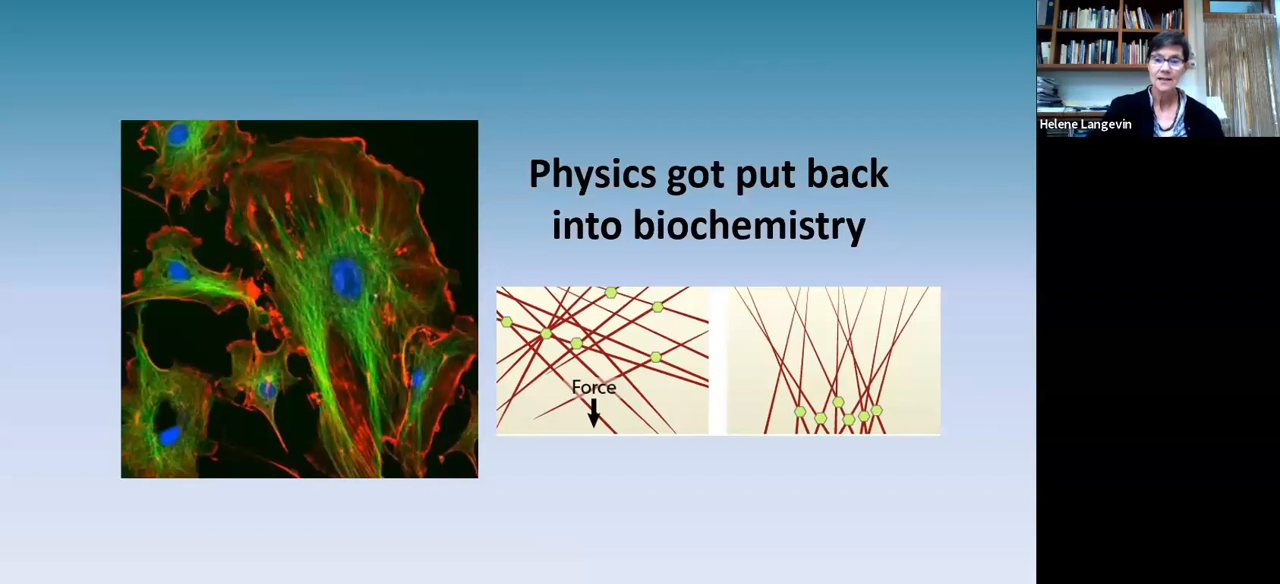 Physics got put back
into biochemistry
Force
Helene Langevin